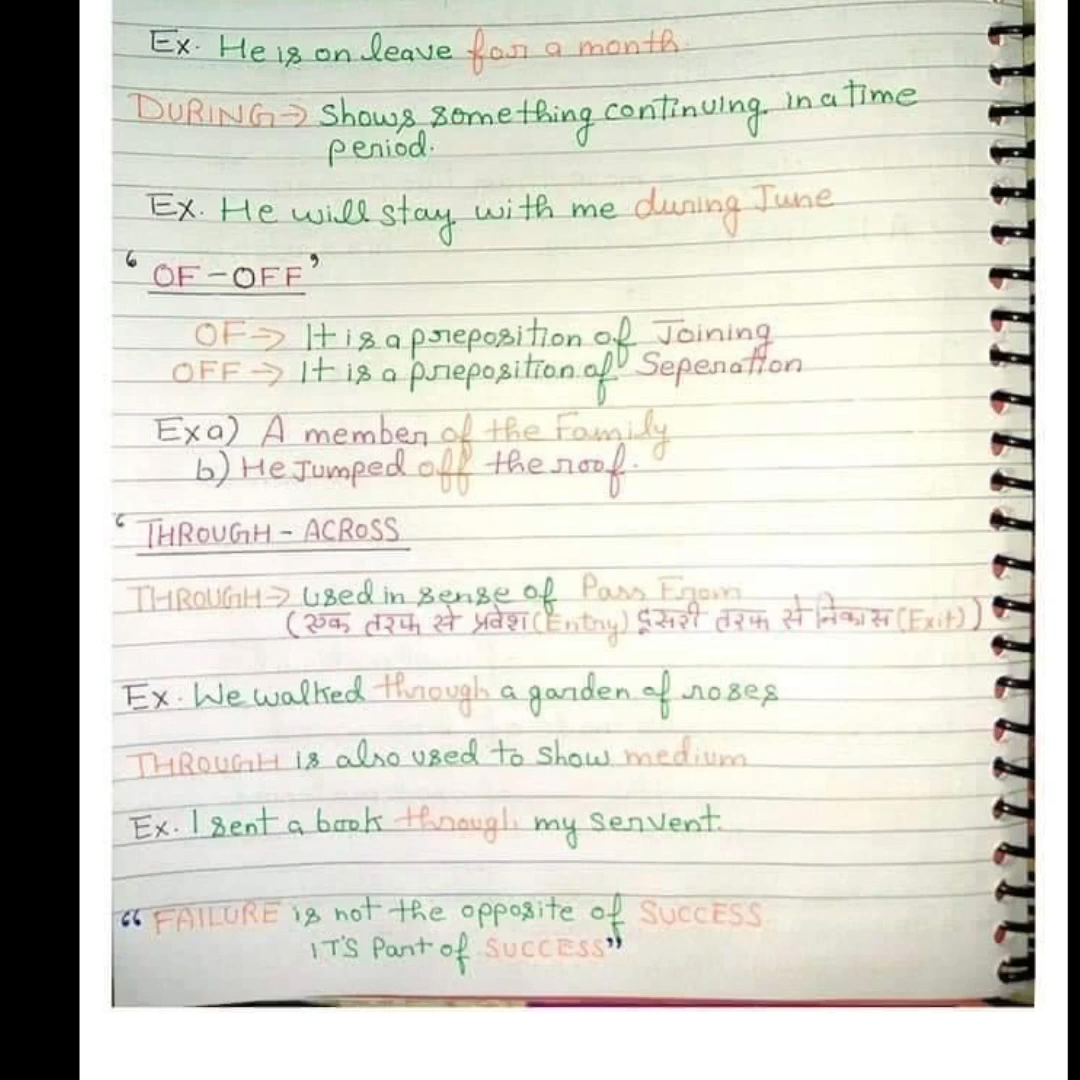 Ex. He is on leave for a month.
DURING → Shows something continuing in a time
period.
Ex. He will stay with me during June
‘OF - OFF’
OF → It is a preposition of Joining
OFF → It is a preposition of Seperation
Ex a) A member of the Family
b) He Jumped off the roof.
‘THROUGH - ACROSS
THROUGH → Used in sense of Pass From
(एक तरफ से प्रवेश (Entry) दूसरी तरफ से निकास (Exit))
Ex. We walked through a garden of roses
THROUGH is also used to show medium
Ex. I sent a book through my servent.
“FAILURE is not the opposite of SUCCESS
IT'S Part of SUCCESS”